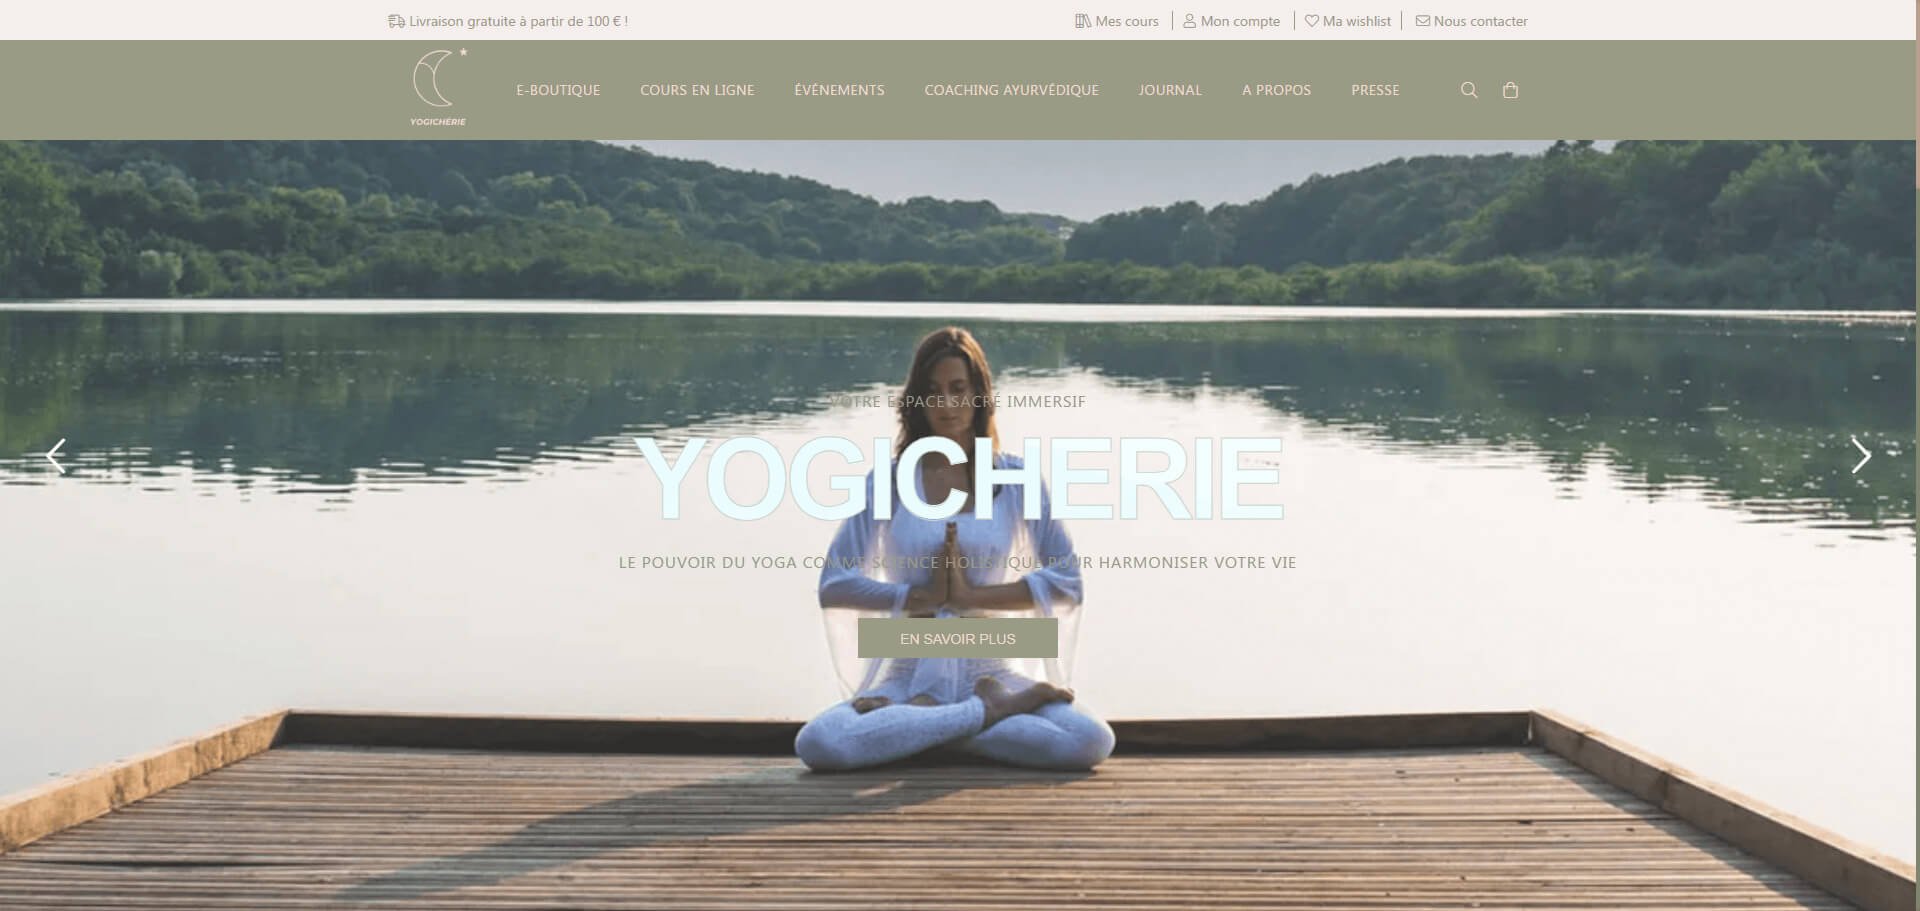 Livraison gratuite à partir de 100 € !
Mes cours
Mon compte
Ma wishlist
Nous contacter
YOGICHÉRIE
E-BOUTIQUE
COURS EN LIGNE
ÉVÉNEMENTS
COACHING AYURVÉDIQUE
JOURNAL
A PROPOS
PRESSE
VOTRE ESPACE SACRÉ IMMERSIF
YOGICHERIE
LE POUVOIR DU YOGA COMME SCIENCE HOLISTIQUE POUR HARMONISER VOTRE VIE
EN SAVOIR PLUS